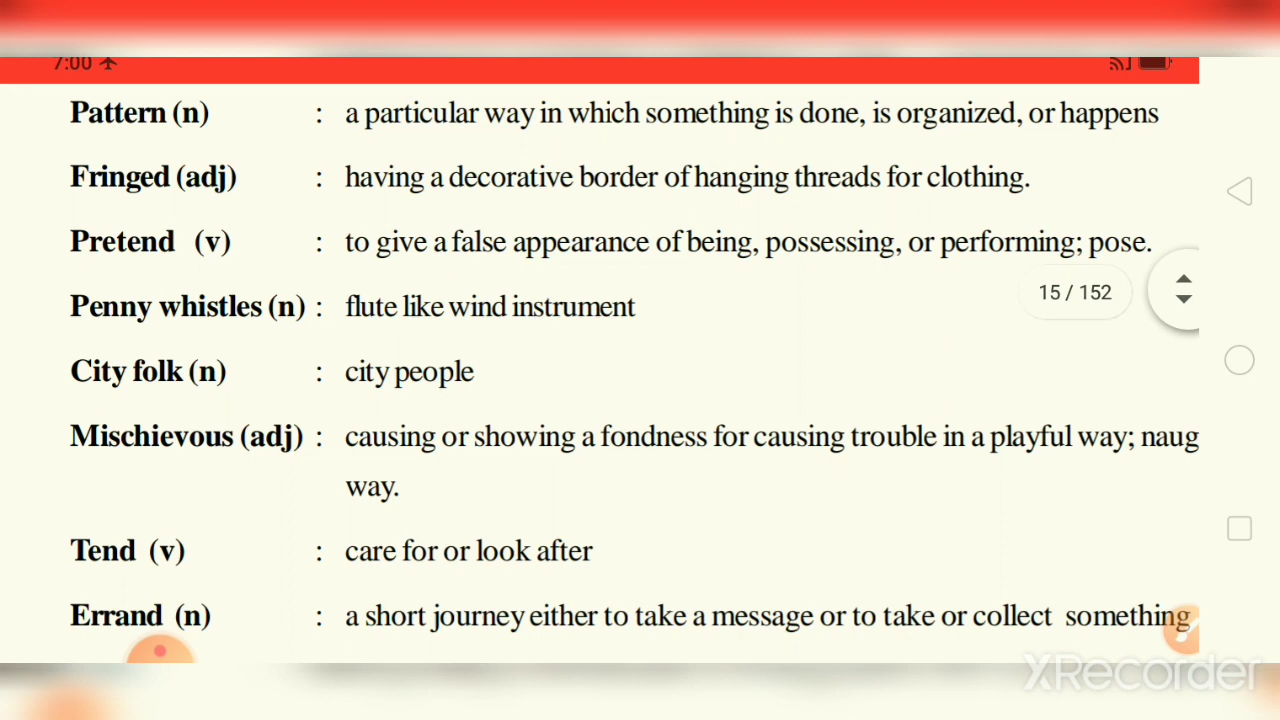 7:00
Pattern (n) : a particular way in which something is done, is organized, or happens
Fringed (adj) : having a decorative border of hanging threads for clothing.
Pretend (v) : to give a false appearance of being, possessing, or performing; pose.
15 / 152
Penny whistles (n) : flute like wind instrument
City folk (n) : city people
Mischievous (adj) : causing or showing a fondness for causing trouble in a playful way; naug
way.
Tend (v) : care for or look after
Errand (n) : a short journey either to take a message or to take or collect something
XRecorder